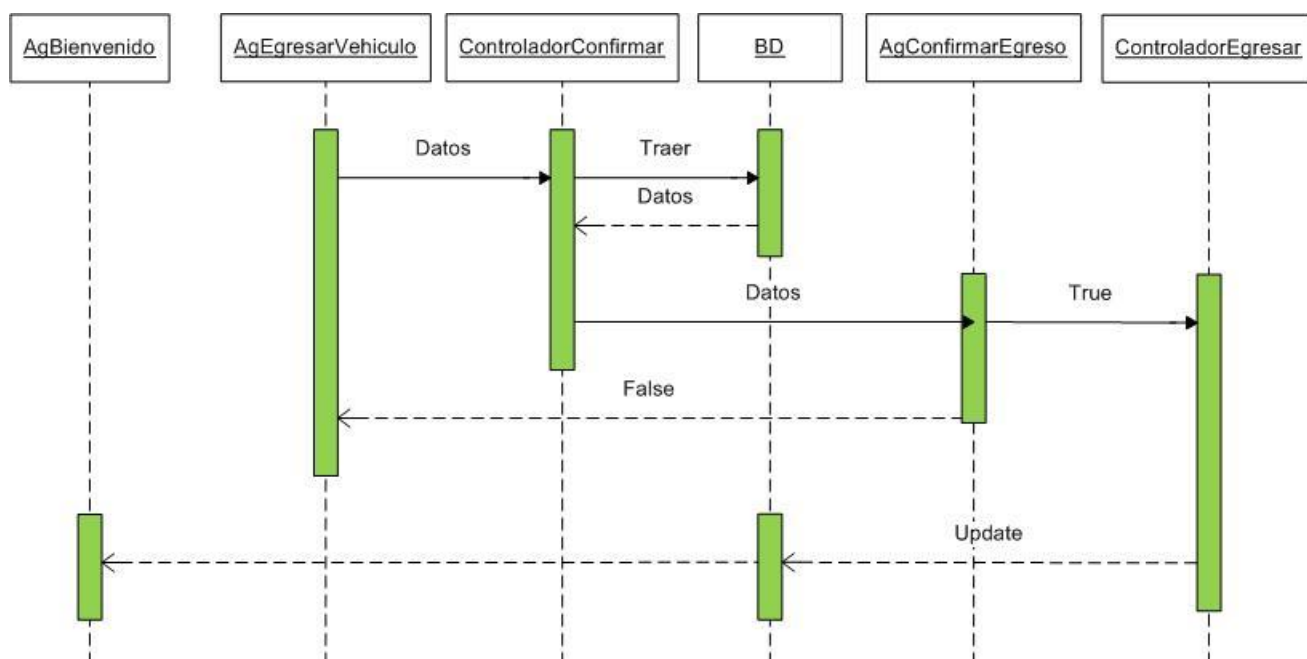 AgBienvenido
AgEgresarVehiculo
ControladorConfirmar
BD
AgConfirmarEgreso
ControladorEgresar
Datos
Traer
Datos
Datos
True
False
Update